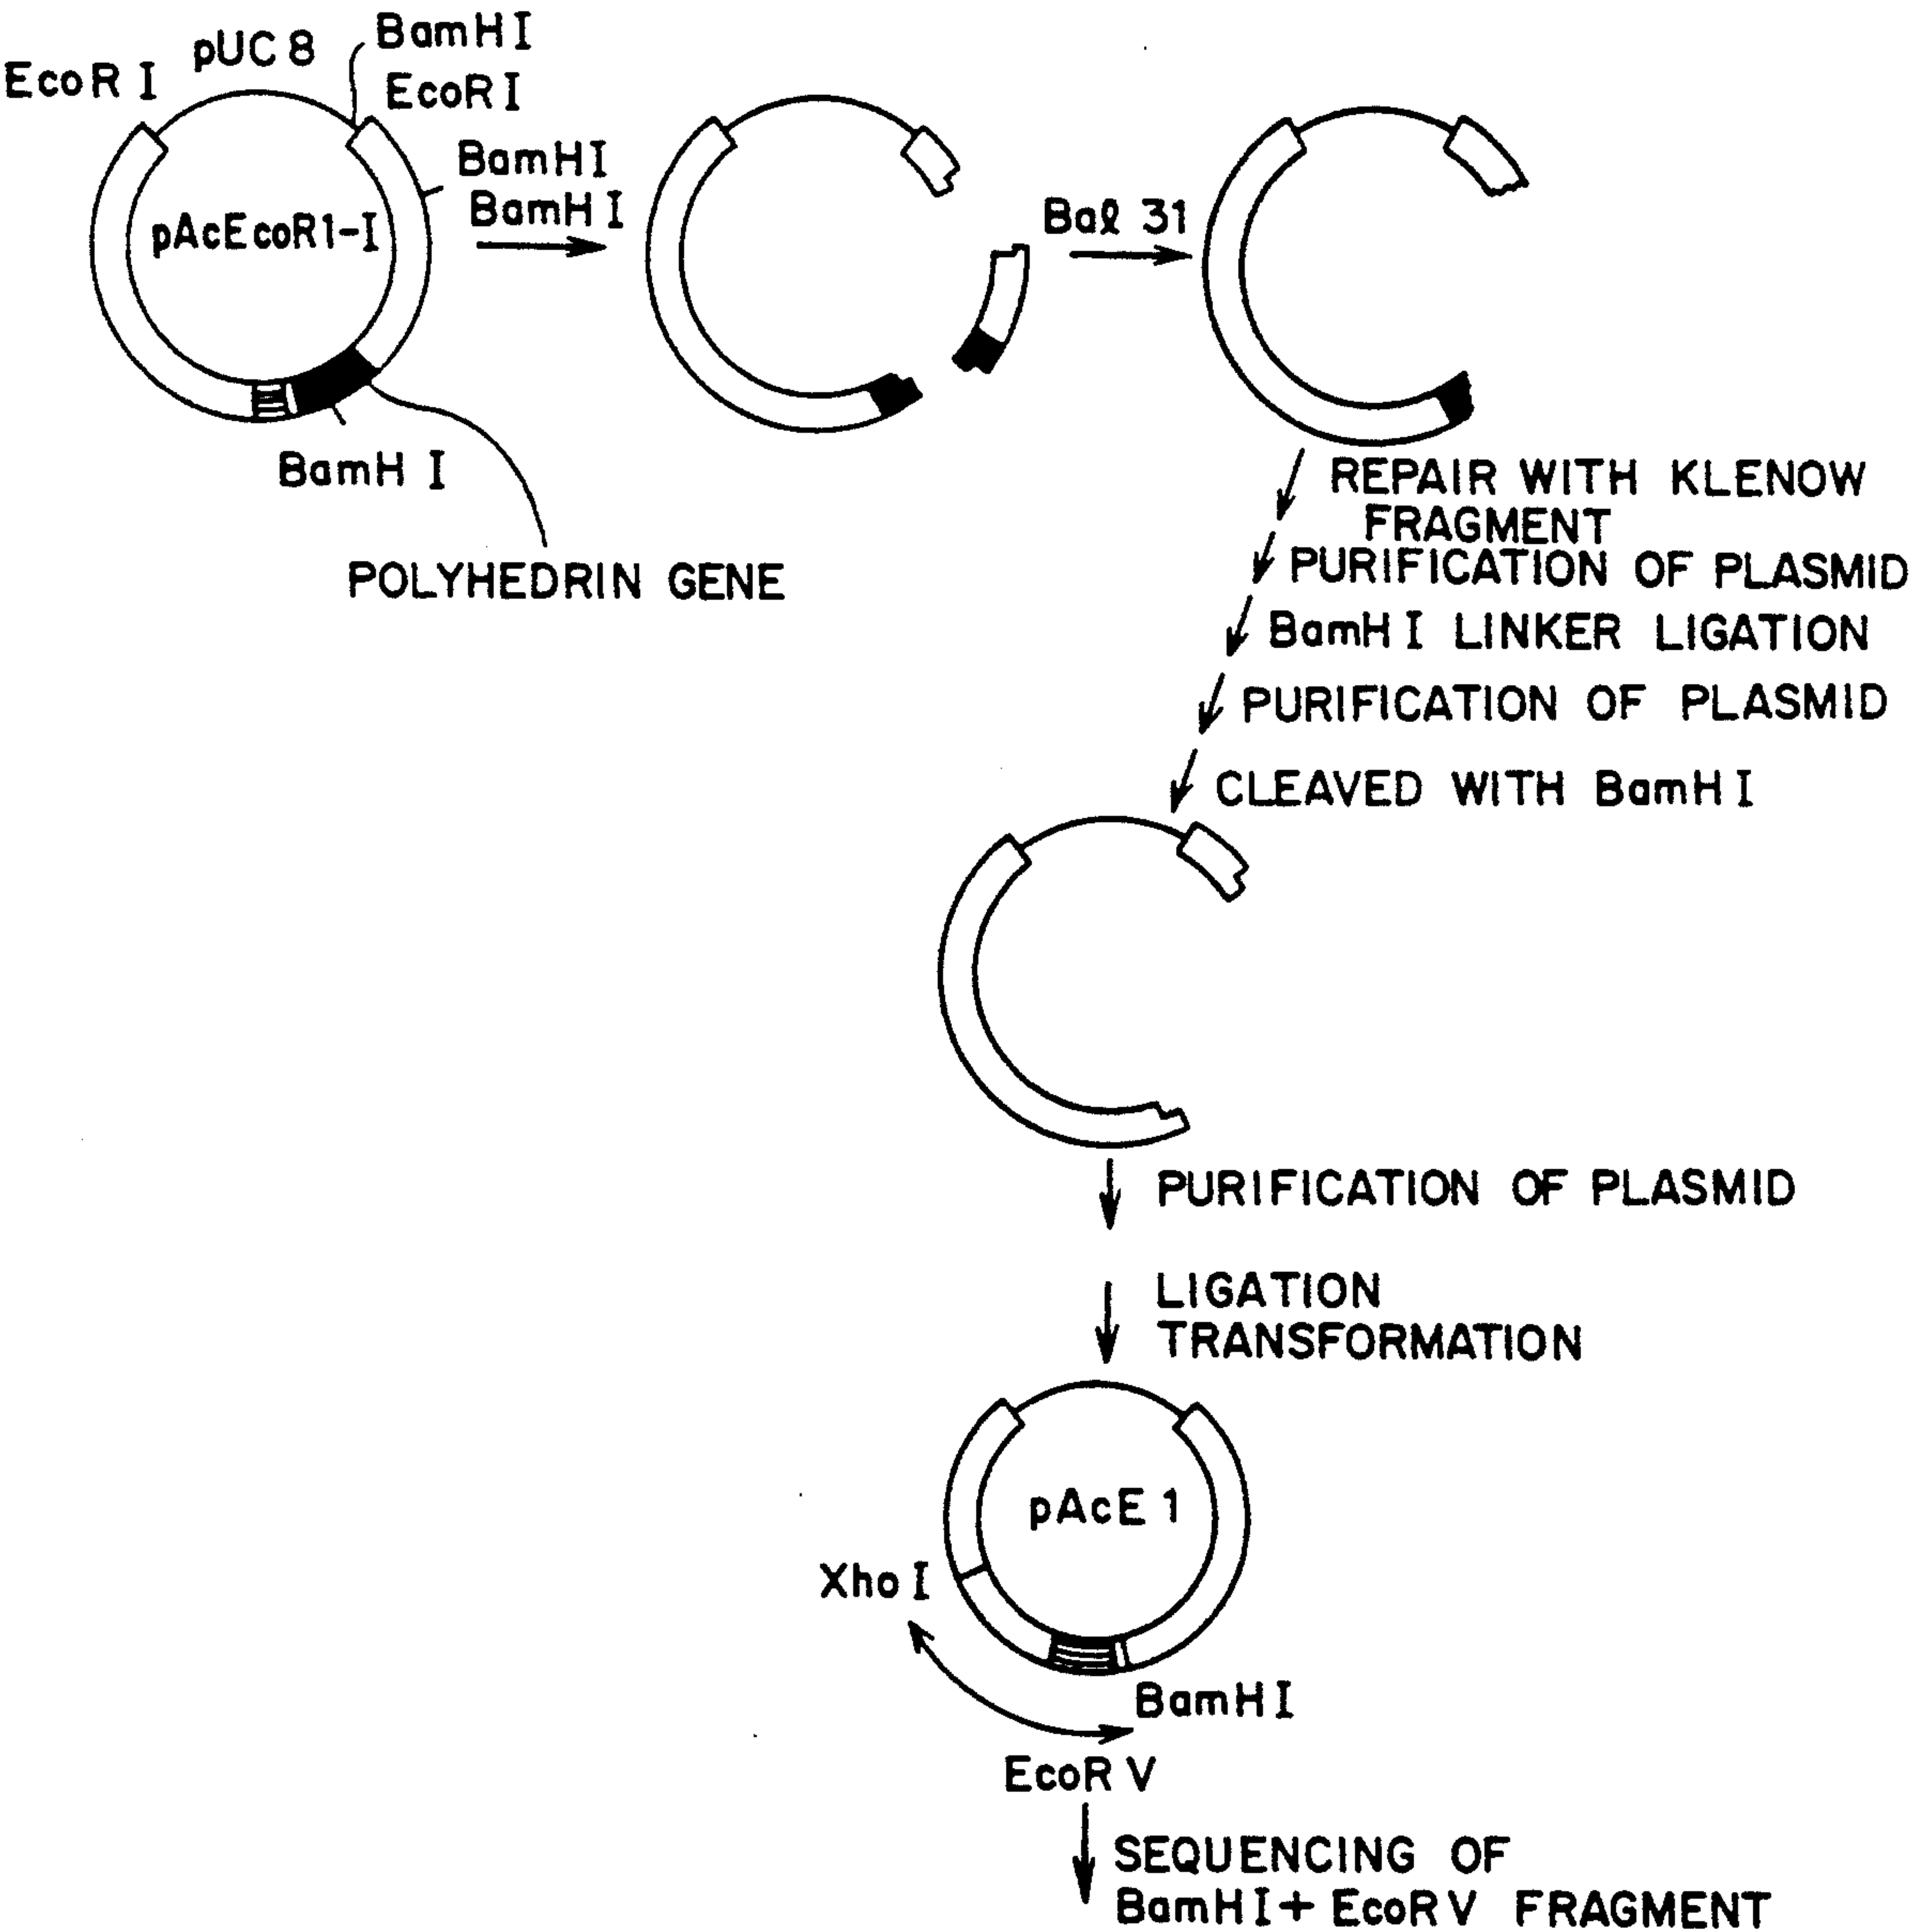 pUC 8
BamH I
EcoR I
EcoR I
BamH I
BamH I
pAcEcoR1-I
Bal 31
BamH I
POLYHEDRIN GENE
REPAIR WITH KLENOW
FRAGMENT
PURIFICATION OF PLASMID
BamH I LINKER LIGATION
PURIFICATION OF PLASMID
CLEAVED WITH BamH I
PURIFICATION OF PLASMID
LIGATION
TRANSFORMATION
pAcE 1
Xho I
BamH I
EcoR V
SEQUENCING OF
BamH I + EcoR V FRAGMENT